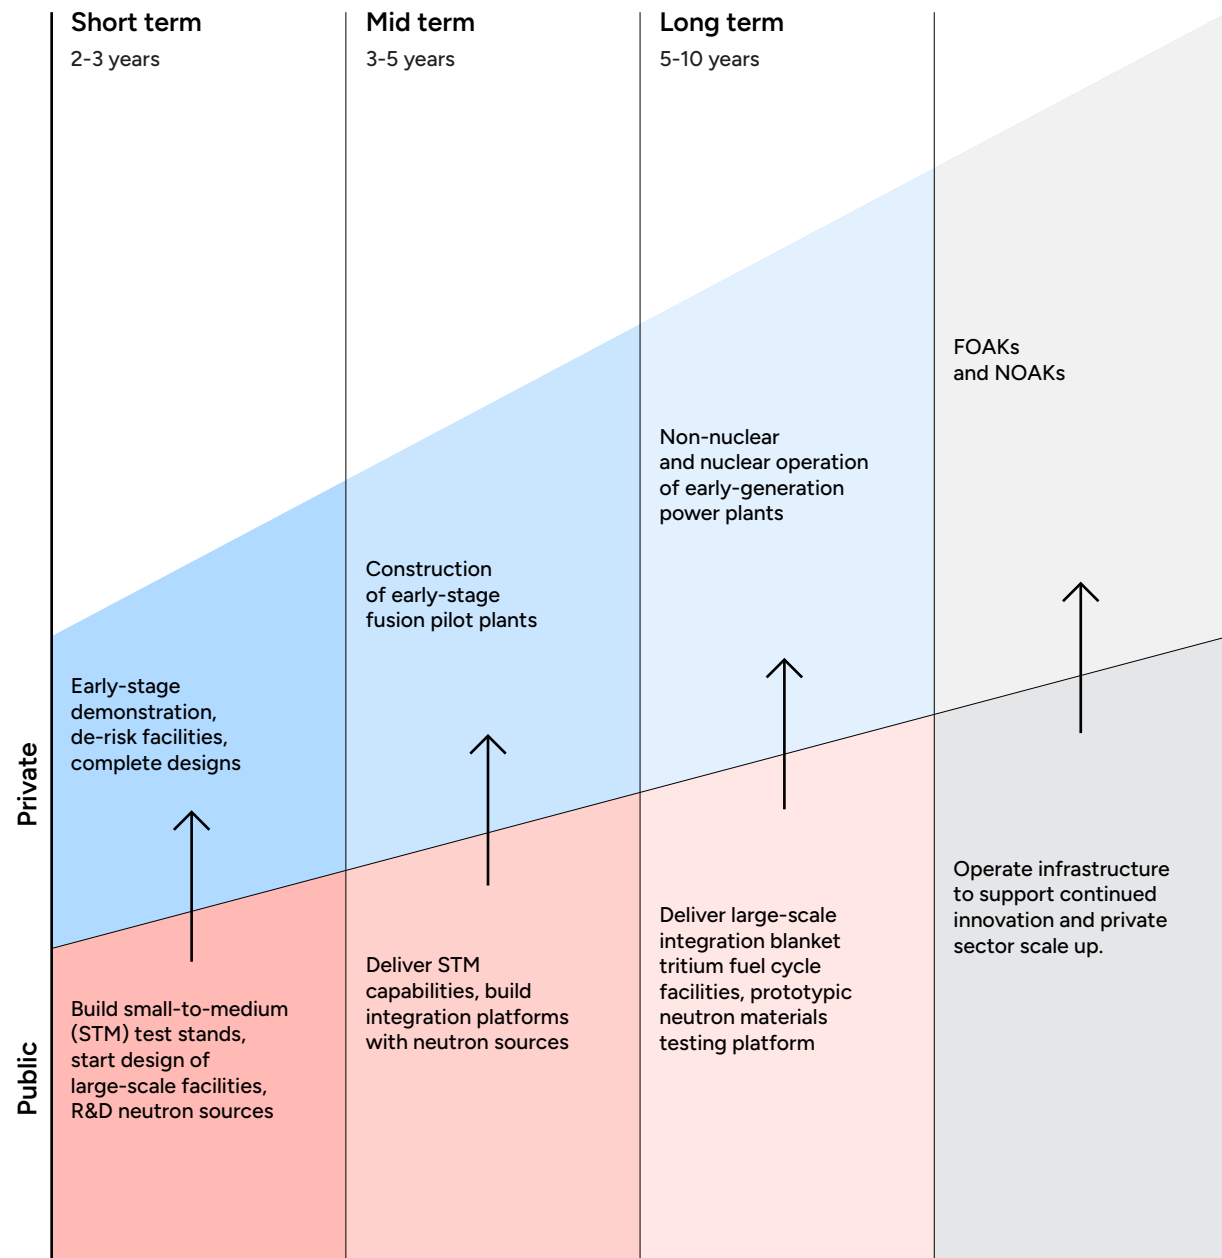 Short term
2-3 years
Mid term
3-5 years
Long term
5-10 years
Private
Early-stage
demonstration,
de-risk facilities,
complete designs
Construction
of early-stage
fusion pilot plants
Non-nuclear
and nuclear operation
of early-generation
power plants
FOAKs
and NOAKs
Public
Build small-to-medium
(STM) test stands,
start design of
large-scale facilities,
R&D neutron sources
Deliver STM
capabilities, build
integration platforms
with neutron sources
Deliver large-scale
integration blanket
tritium fuel cycle
facilities, prototypic
neutron materials
testing platform
Operate infrastructure
to support continued
innovation and private
sector scale up.